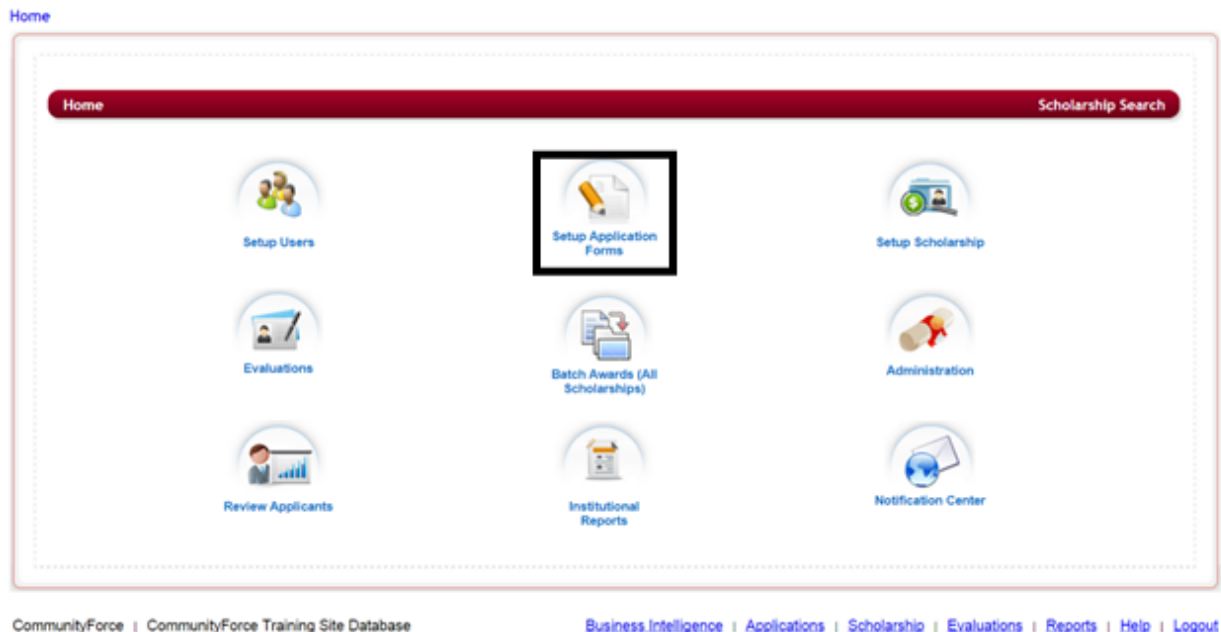 Home
Home Scholarship Search
Setup Users
Setup Application
Forms
Setup Scholarship
Evaluations
Batch Awards (All
Scholarships)
Administration
Review Applicants
Institutional
Reports
Notification Center
CommunityForce | CommunityForce Training Site Database Business Intelligence | Applications | Scholarship | Evaluations | Reports | Help | Logout